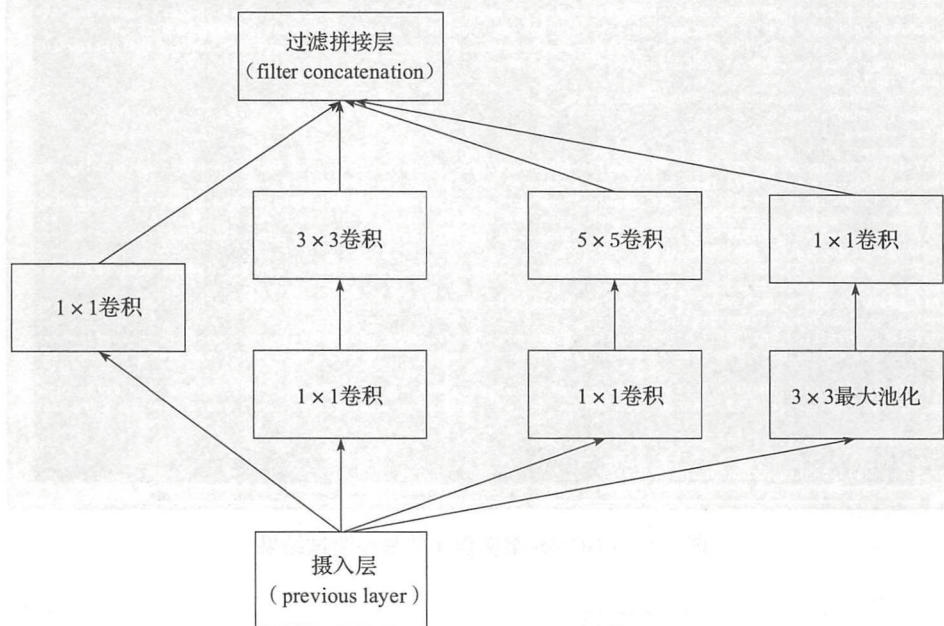 过滤拼接层
（filter concatenation）
3×3卷积
5×5卷积
1×1卷积
1×1卷积
1×1卷积
1×1卷积
3×3最大池化
摄入层
（previous layer）